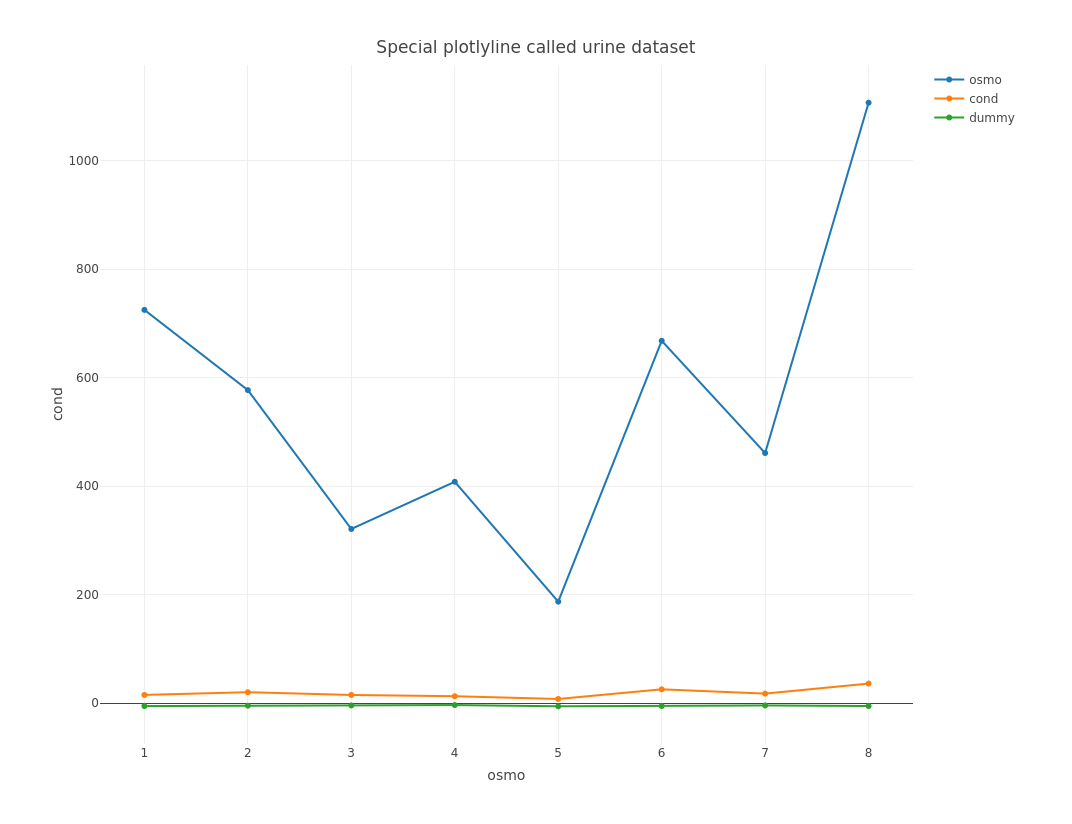 Special plotlyline called urine dataset
osmo
cond
dummy
1000
800
600
400
200
0
cond
1 2 3 4 5 6 7 8
osmo